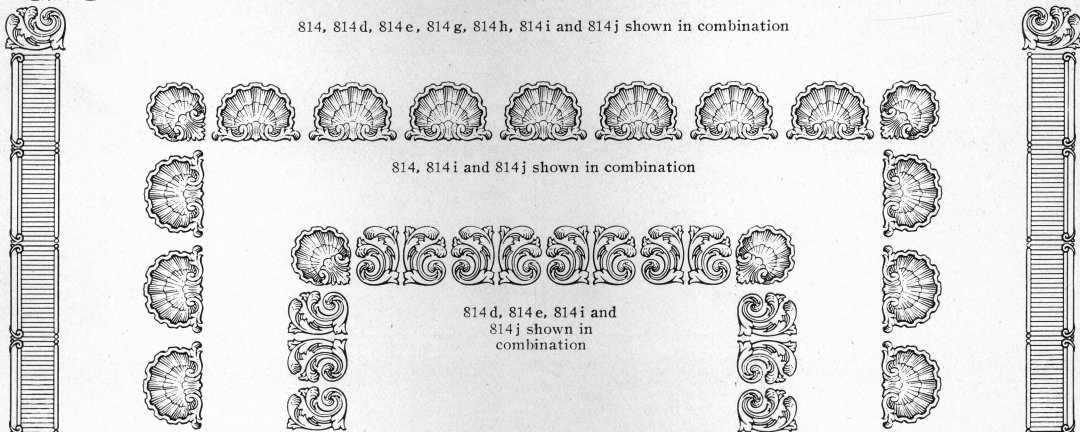 814, 814d, 814e, 814g, 814h, 814i and 814j shown in combination
814, 814i and 814j shown in combination
814d, 814e, 814i and
814j shown in
combination